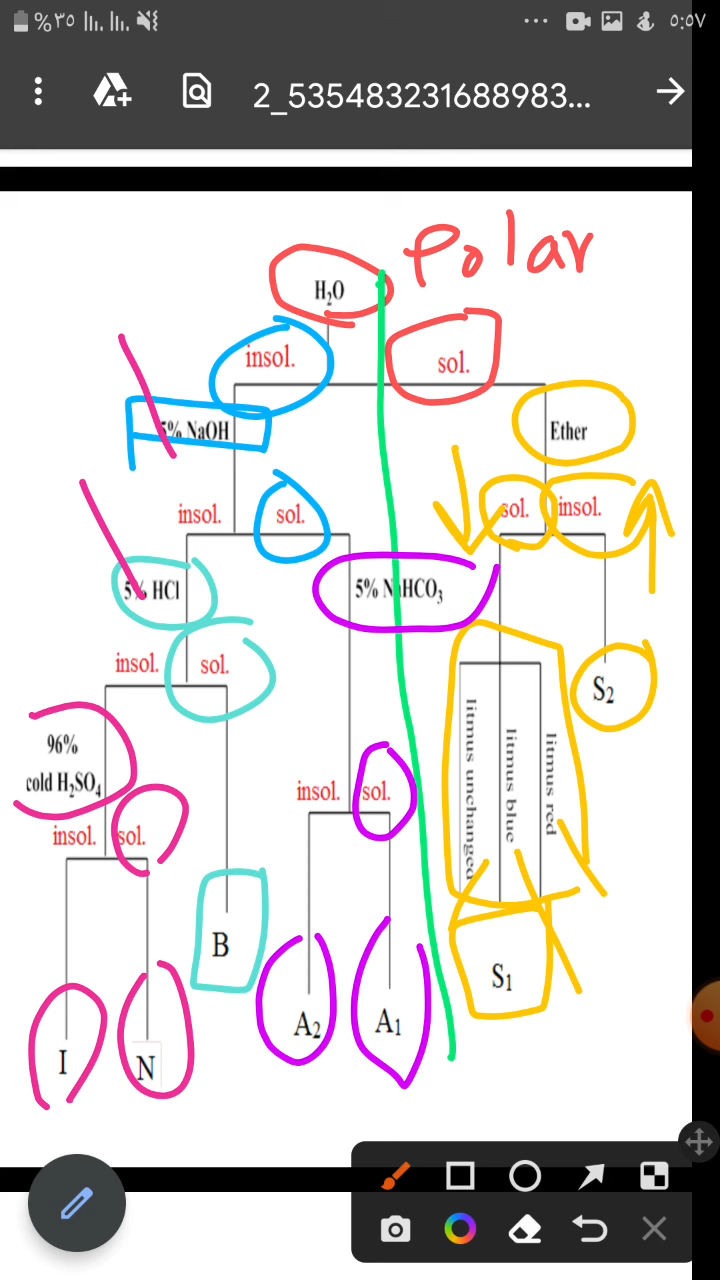 %٣٥ ٥:٥٧
2_535483231688983...
Polar
H₂O
insol. sol.
5% NaOH Ether
insol. sol. sol. insol.
5% HCl 5% NaHCO₃
insol. sol. S₂
litmus unchanged litmus blue litmus red
96%
cold H₂SO₄
insol. sol. insol. sol.
B S₁
A₂ A₁
I N